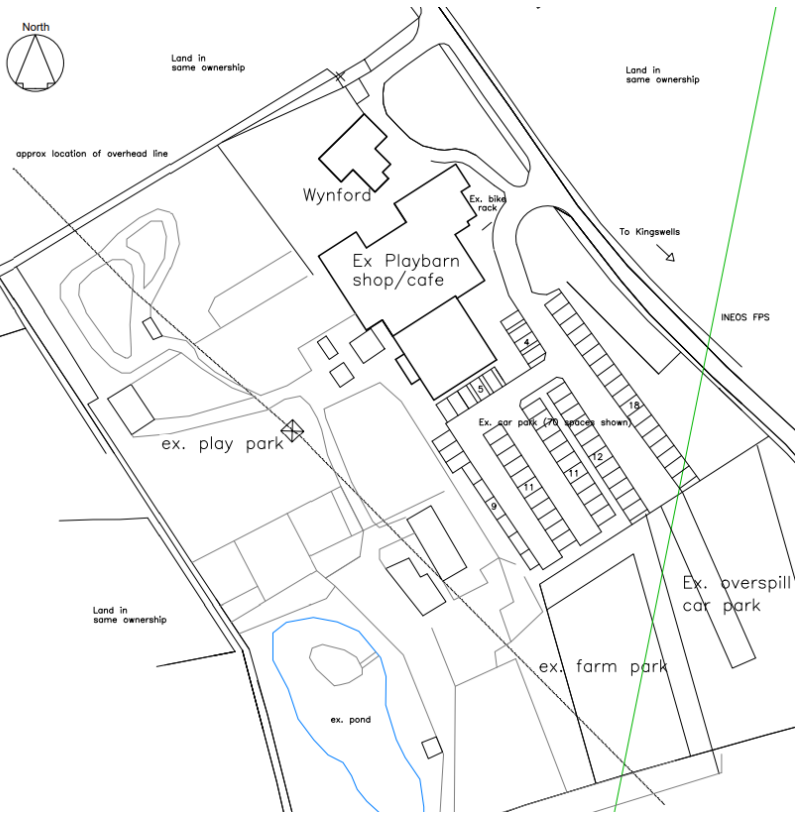 North
Land in
same ownership
Land in
same ownership
approx location of overhead line
Wynford
Ex. bike
rack
To Kingswells
Ex Playbarn
shop/cafe
INEOS FPS
4
5
18
Ex. car park (70 spaces shown)
ex. play park
12
11
11
9
Ex. overspill
car park
Land in
same ownership
ex. farm park
ex. pond